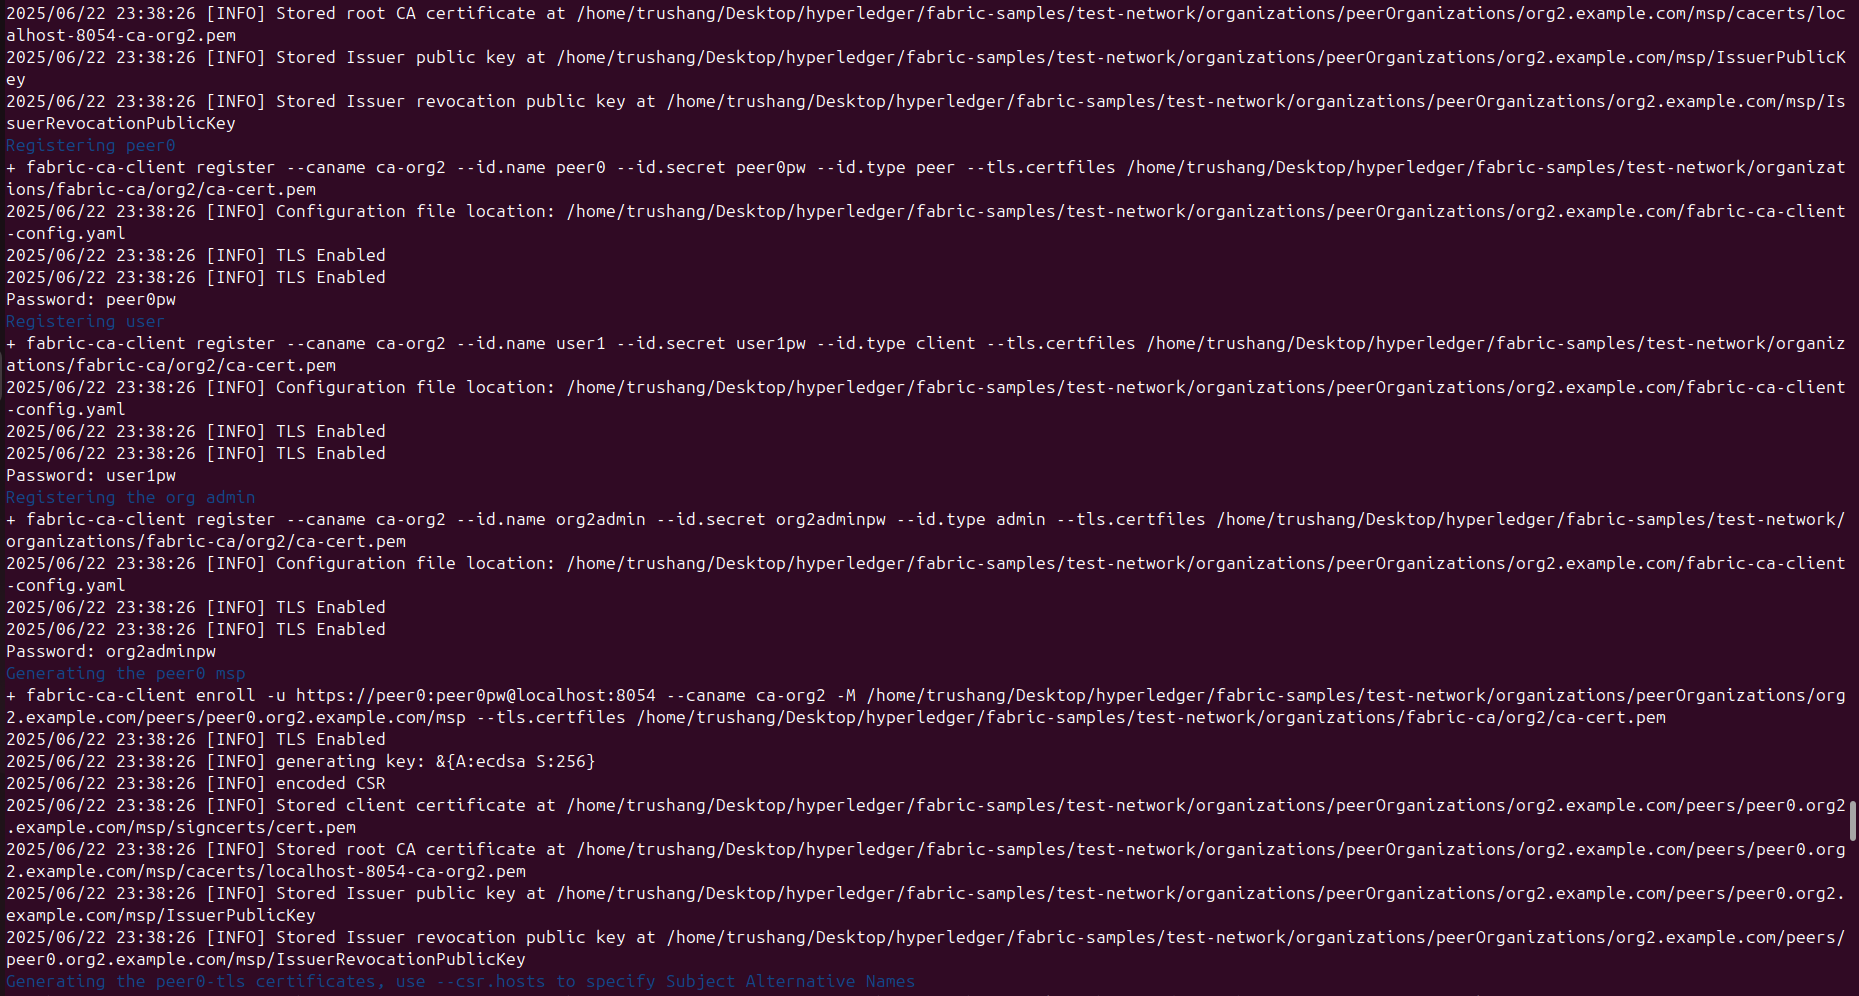 2025/06/22 23:38:26 [INFO] Stored root CA certificate at /home/trushang/Desktop/hyperledger/fabric-samples/test-network/organizations/peerOrganizations/org2.example.com/msp/cacerts/loc
alhost-8054-ca-org2.pem
2025/06/22 23:38:26 [INFO] Stored Issuer public key at /home/trushang/Desktop/hyperledger/fabric-samples/test-network/organizations/peerOrganizations/org2.example.com/msp/IssuerPublicK
ey
2025/06/22 23:38:26 [INFO] Stored Issuer revocation public key at /home/trushang/Desktop/hyperledger/fabric-samples/test-network/organizations/peerOrganizations/org2.example.com/msp/Is
suerRevocationPublicKey
Registering peer0
+ fabric-ca-client register --caname ca-org2 --id.name peer0 --id.secret peer0pw --id.type peer --tls.certfiles /home/trushang/Desktop/hyperledger/fabric-samples/test-network/organizat
ions/fabric-ca/org2/ca-cert.pem
2025/06/22 23:38:26 [INFO] Configuration file location: /home/trushang/Desktop/hyperledger/fabric-samples/test-network/organizations/peerOrganizations/org2.example.com/fabric-ca-client
-config.yaml
2025/06/22 23:38:26 [INFO] TLS Enabled
2025/06/22 23:38:26 [INFO] TLS Enabled
Password: peer0pw
Registering user
+ fabric-ca-client register --caname ca-org2 --id.name user1 --id.secret user1pw --id.type client --tls.certfiles /home/trushang/Desktop/hyperledger/fabric-samples/test-network/organiz
ations/fabric-ca/org2/ca-cert.pem
2025/06/22 23:38:26 [INFO] Configuration file location: /home/trushang/Desktop/hyperledger/fabric-samples/test-network/organizations/peerOrganizations/org2.example.com/fabric-ca-client
-config.yaml
2025/06/22 23:38:26 [INFO] TLS Enabled
2025/06/22 23:38:26 [INFO] TLS Enabled
Password: user1pw
Registering the org admin
+ fabric-ca-client register --caname ca-org2 --id.name org2admin --id.secret org2adminpw --id.type admin --tls.certfiles /home/trushang/Desktop/hyperledger/fabric-samples/test-network/
organizations/fabric-ca/org2/ca-cert.pem
2025/06/22 23:38:26 [INFO] Configuration file location: /home/trushang/Desktop/hyperledger/fabric-samples/test-network/organizations/peerOrganizations/org2.example.com/fabric-ca-client
-config.yaml
2025/06/22 23:38:26 [INFO] TLS Enabled
2025/06/22 23:38:26 [INFO] TLS Enabled
Password: org2adminpw
Generating the peer0 msp
+ fabric-ca-client enroll -u https://peer0:peer0pw@localhost:8054 --caname ca-org2 -M /home/trushang/Desktop/hyperledger/fabric-samples/test-network/organizations/peerOrganizations/org
2.example.com/peers/peer0.org2.example.com/msp --tls.certfiles /home/trushang/Desktop/hyperledger/fabric-samples/test-network/organizations/fabric-ca/org2/ca-cert.pem
2025/06/22 23:38:26 [INFO] TLS Enabled
2025/06/22 23:38:26 [INFO] generating key: &{A:ecdsa S:256}
2025/06/22 23:38:26 [INFO] encoded CSR
2025/06/22 23:38:26 [INFO] Stored client certificate at /home/trushang/Desktop/hyperledger/fabric-samples/test-network/organizations/peerOrganizations/org2.example.com/peers/peer0.org2
.example.com/msp/signcerts/cert.pem
2025/06/22 23:38:26 [INFO] Stored root CA certificate at /home/trushang/Desktop/hyperledger/fabric-samples/test-network/organizations/peerOrganizations/org2.example.com/peers/peer0.org
2.example.com/msp/cacerts/localhost-8054-ca-org2.pem
2025/06/22 23:38:26 [INFO] Stored Issuer public key at /home/trushang/Desktop/hyperledger/fabric-samples/test-network/organizations/peerOrganizations/org2.example.com/peers/peer0.org2.
example.com/msp/IssuerPublicKey
2025/06/22 23:38:26 [INFO] Stored Issuer revocation public key at /home/trushang/Desktop/hyperledger/fabric-samples/test-network/organizations/peerOrganizations/org2.example.com/peers/
peer0.org2.example.com/msp/IssuerRevocationPublicKey
Generating the peer0-tls certificates, use --csr.hosts to specify Subject Alternative Names